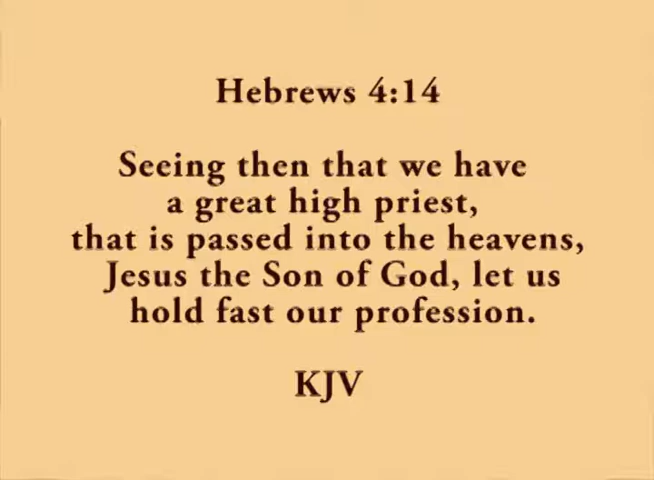 Hebrews 4:14
Seeing then that we have
a great high priest,
that is passed into the heavens,
Jesus the Son of God, let us
hold fast our profession.
KJV